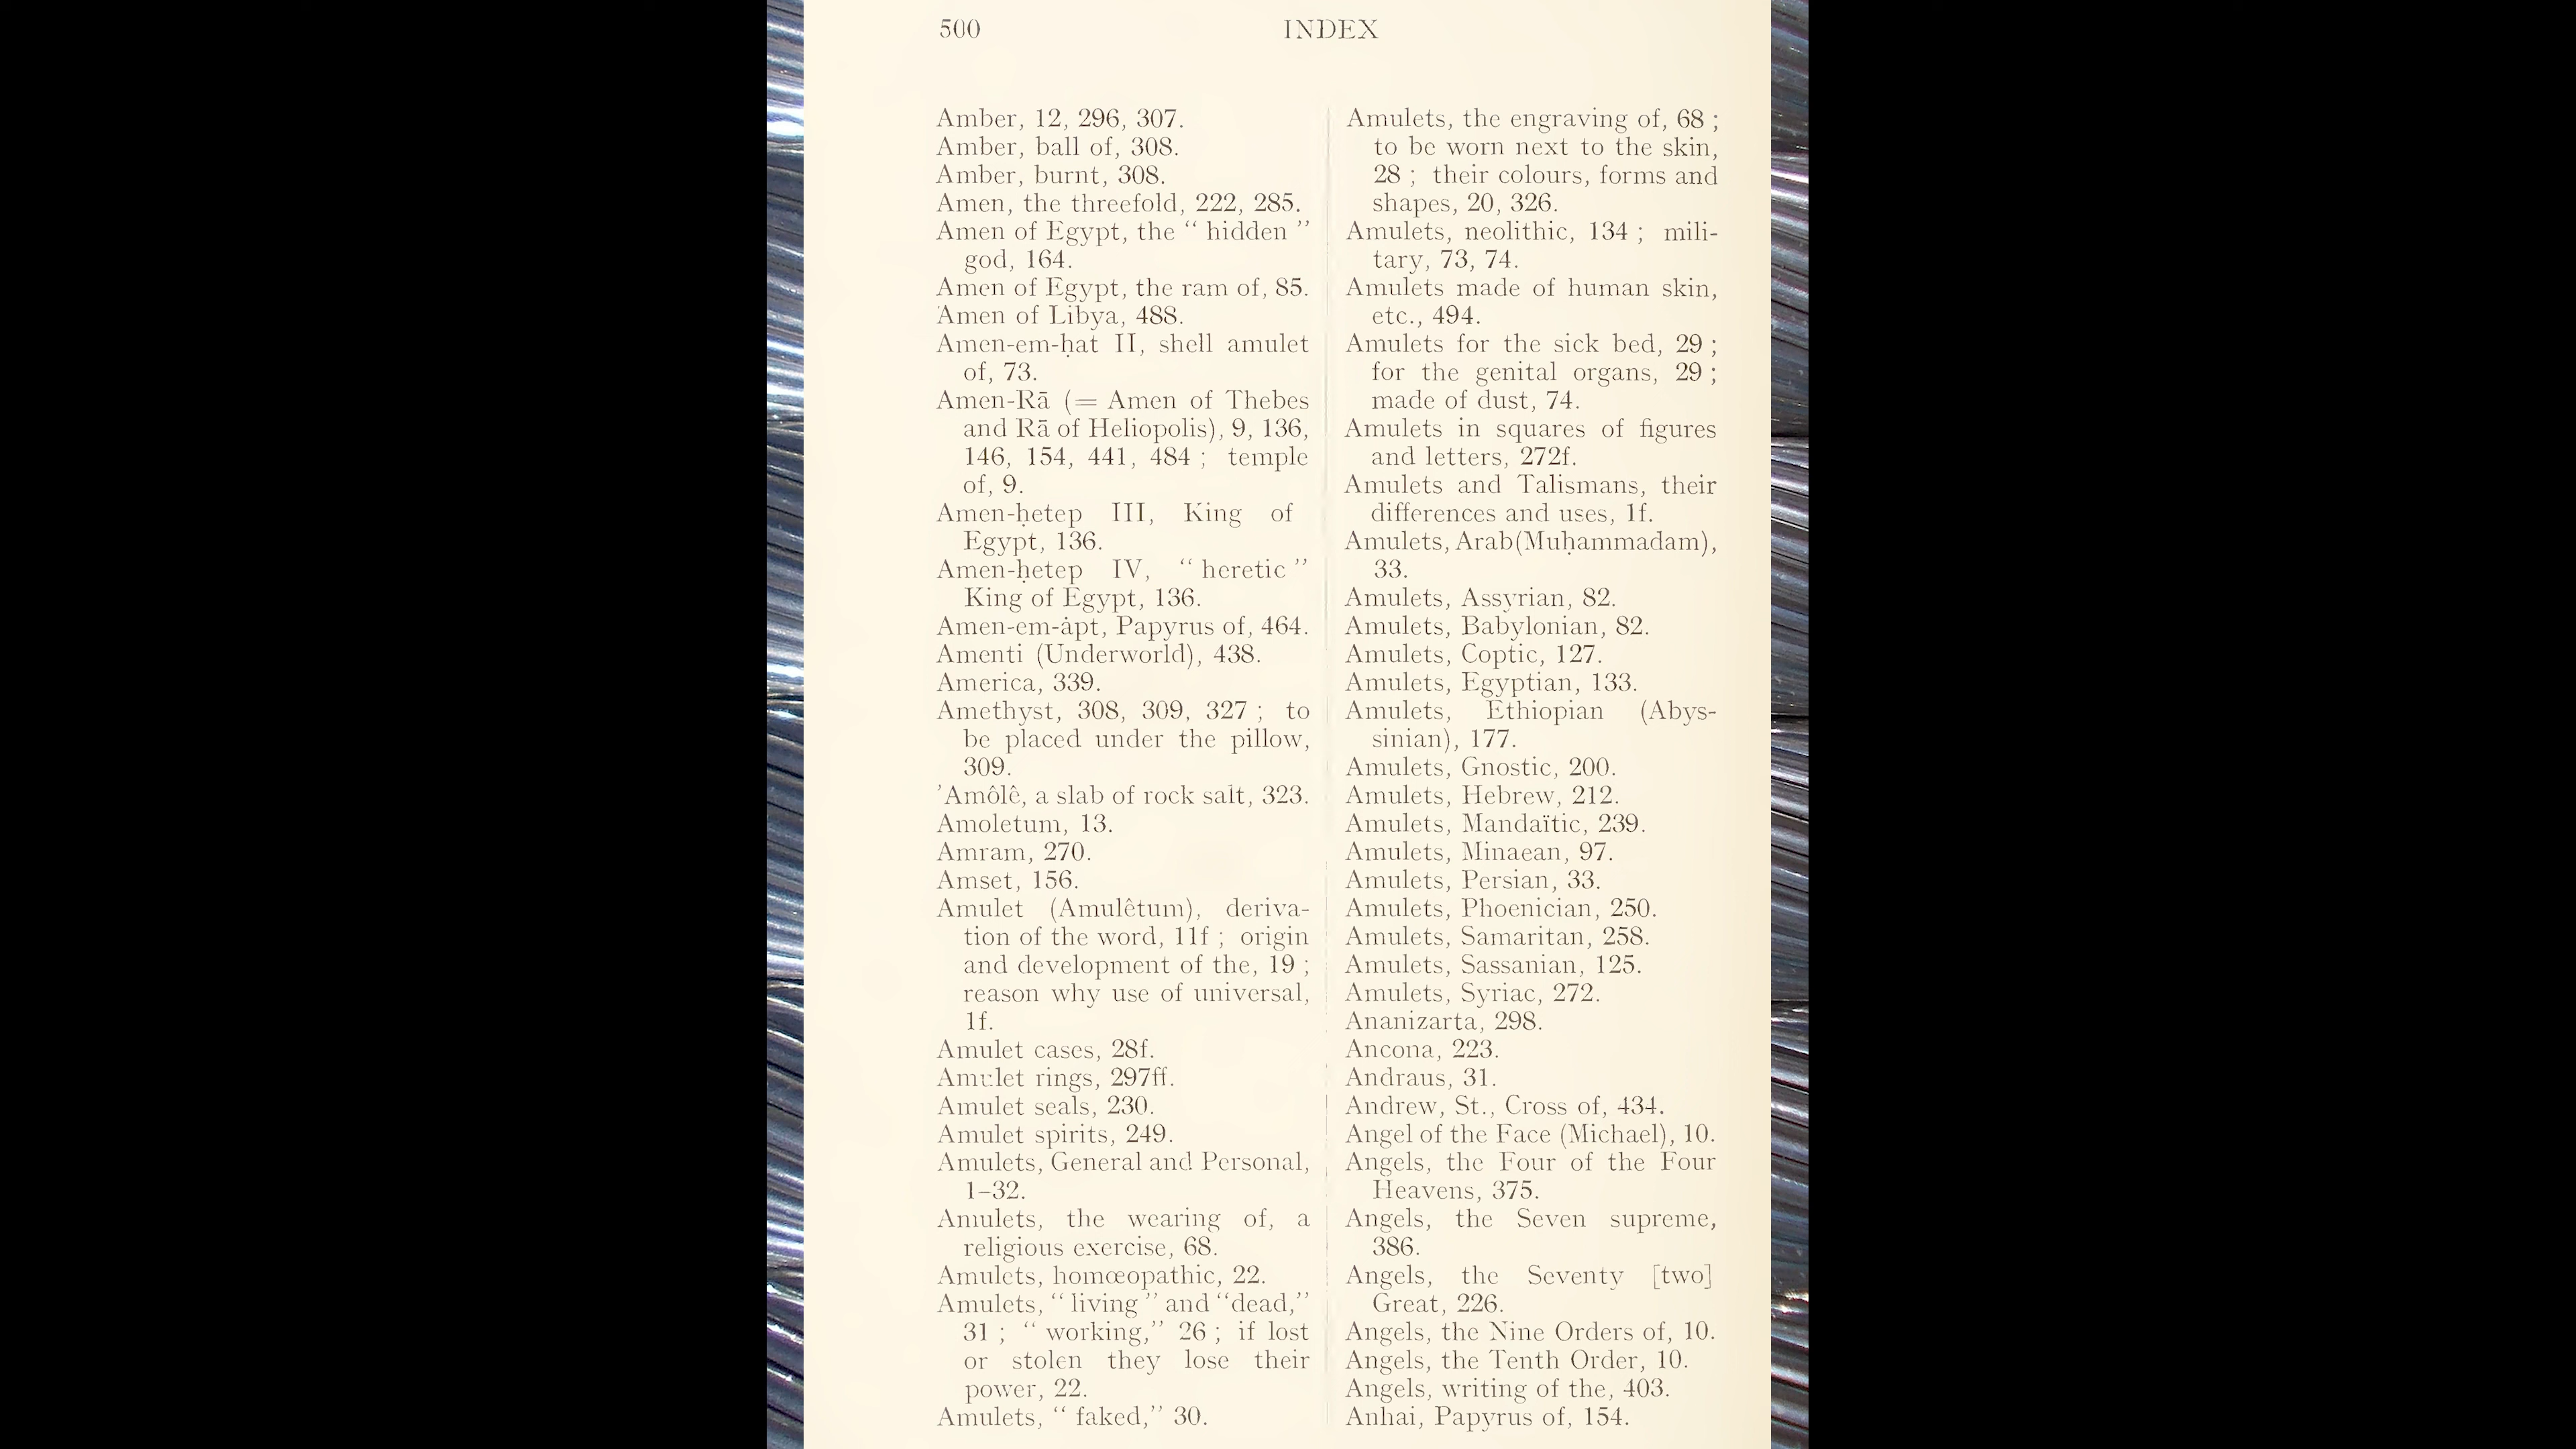 500
INDEX
Amber, 12, 296, 307.
Amber, ball of, 308.
Amber, burnt, 308.
Amen, the threefold, 222, 285.
Amen of Egypt, the “ hidden ”
god, 164.
Amen of Egypt, the ram of, 85.
Amen of Libya, 488.
Amen-em-ḥat II, shell amulet
of, 73.
Amen-Rā (= Amen of Thebes
and Rā of Heliopolis), 9, 136,
146, 154, 441, 484 ; temple
of, 9.
Amen-ḥetep III, King of
Egypt, 136.
Amen-ḥetep IV, “ heretic ”
King of Egypt, 136.
Amen-em-ȧpt, Papyrus of, 464.
Amenti (Underworld), 438.
America, 339.
Amethyst, 308, 309, 327 ; to
be placed under the pillow,
309.
’Amôlê, a slab of rock salt, 323.
Amoletum, 13.
Amram, 270.
Amset, 156.
Amulet (Amulêtum), deriva-
tion of the word, 11f ; origin
and development of the, 19 ;
reason why use of universal,
1f.
Amulet cases, 28f.
Amulet rings, 297ff.
Amulet seals, 230.
Amulet spirits, 249.
Amulets, General and Personal,
1–32.
Amulets, the wearing of, a
religious exercise, 68.
Amulets, homœopathic, 22.
Amulets, “ living ” and “dead,”
31 ; “ working,” 26 ; if lost
or stolen they lose their
power, 22.
Amulets, “ faked,” 30.
Amulets, the engraving of, 68 ;
to be worn next to the skin,
28 ; their colours, forms and
shapes, 20, 326.
Amulets, neolithic, 134 ; mili-
tary, 73, 74.
Amulets made of human skin,
etc., 494.
Amulets for the sick bed, 29 ;
for the genital organs, 29 ;
made of dust, 74.
Amulets in squares of figures
and letters, 272f.
Amulets and Talismans, their
differences and uses, 1f.
Amulets, Arab(Muḥammadam),
33.
Amulets, Assyrian, 82.
Amulets, Babylonian, 82.
Amulets, Coptic, 127.
Amulets, Egyptian, 133.
Amulets, Ethiopian (Abys-
sinian), 177.
Amulets, Gnostic, 200.
Amulets, Hebrew, 212.
Amulets, Mandaïtic, 239.
Amulets, Minaean, 97.
Amulets, Persian, 33.
Amulets, Phoenician, 250.
Amulets, Samaritan, 258.
Amulets, Sassanian, 125.
Amulets, Syriac, 272.
Ananizarta, 298.
Ancona, 223.
Andraus, 31.
Andrew, St., Cross of, 434.
Angel of the Face (Michael), 10.
Angels, the Four of the Four
Heavens, 375.
Angels, the Seven supreme,
386.
Angels, the Seventy [two]
Great, 226.
Angels, the Nine Orders of, 10.
Angels, the Tenth Order, 10.
Angels, writing of the, 403.
Anhai, Papyrus of, 154.